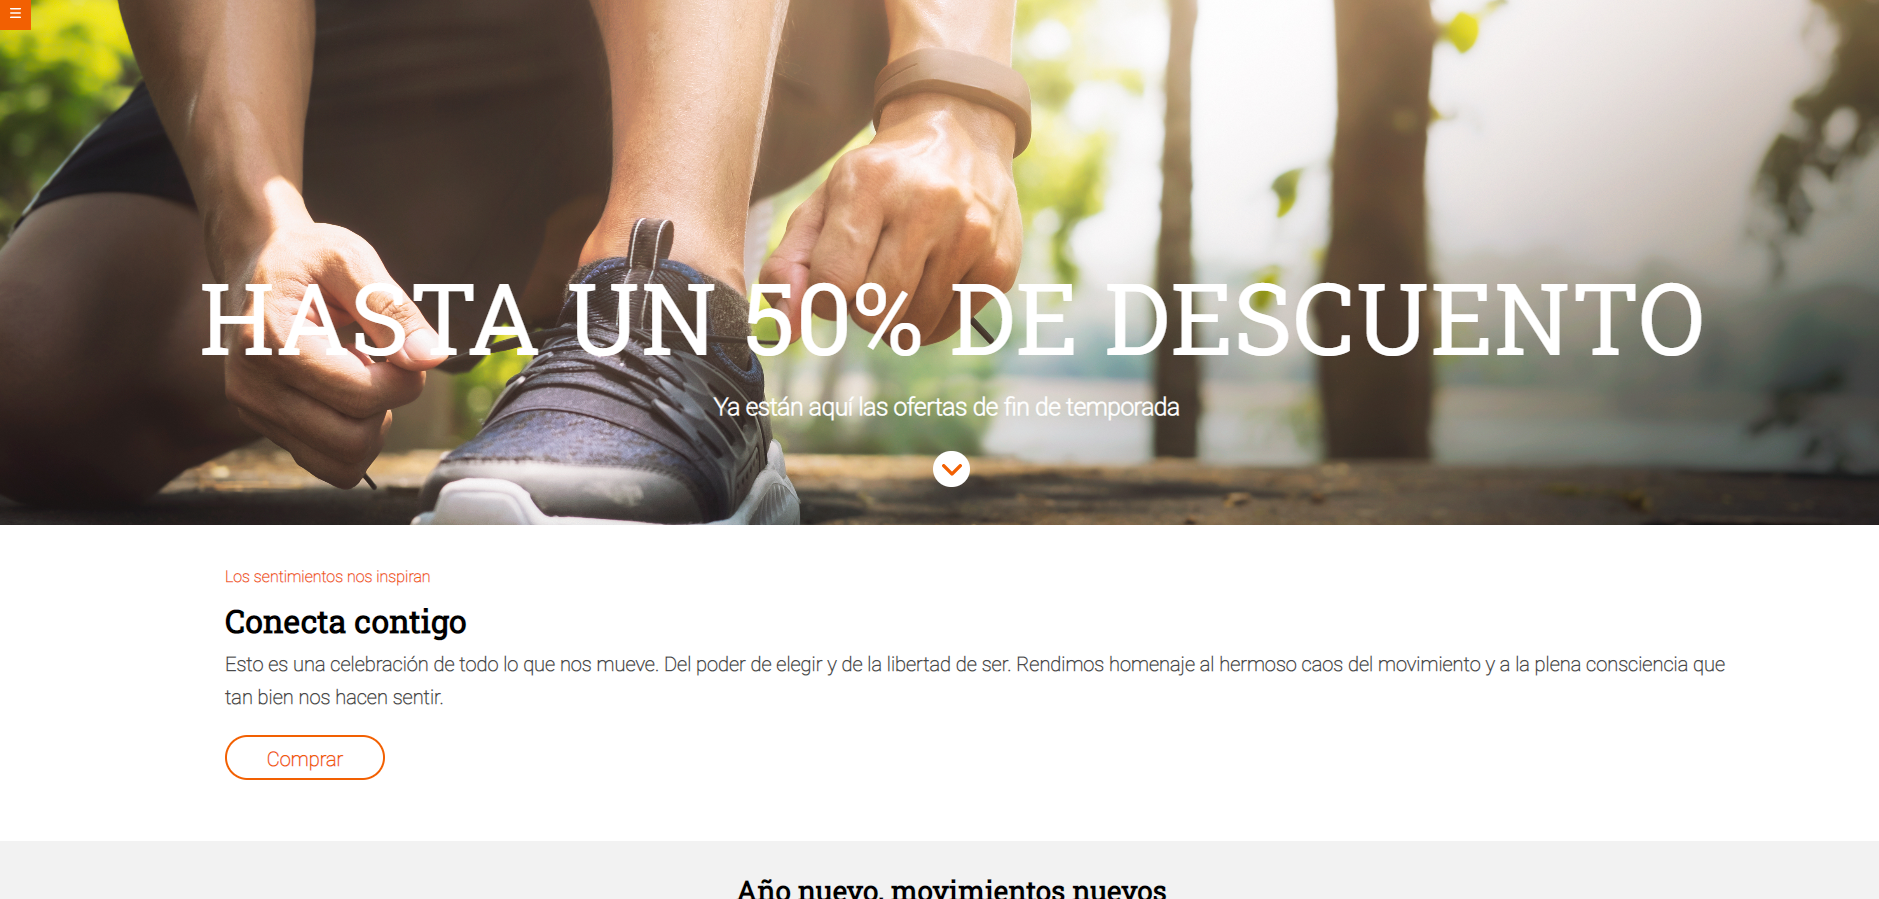 HASTA UN 50% DE DESCUENTO
Ya están aquí las ofertas de fin de temporada
Los sentimientos nos inspiran
Conecta contigo
Esto es una celebración de todo lo que nos mueve. Del poder de elegir y de la libertad de ser. Rendimos homenaje al hermoso caos del movimiento y a la plena consciencia que
tan bien nos hacen sentir.
Comprar
Año nuevo, movimientos nuevos